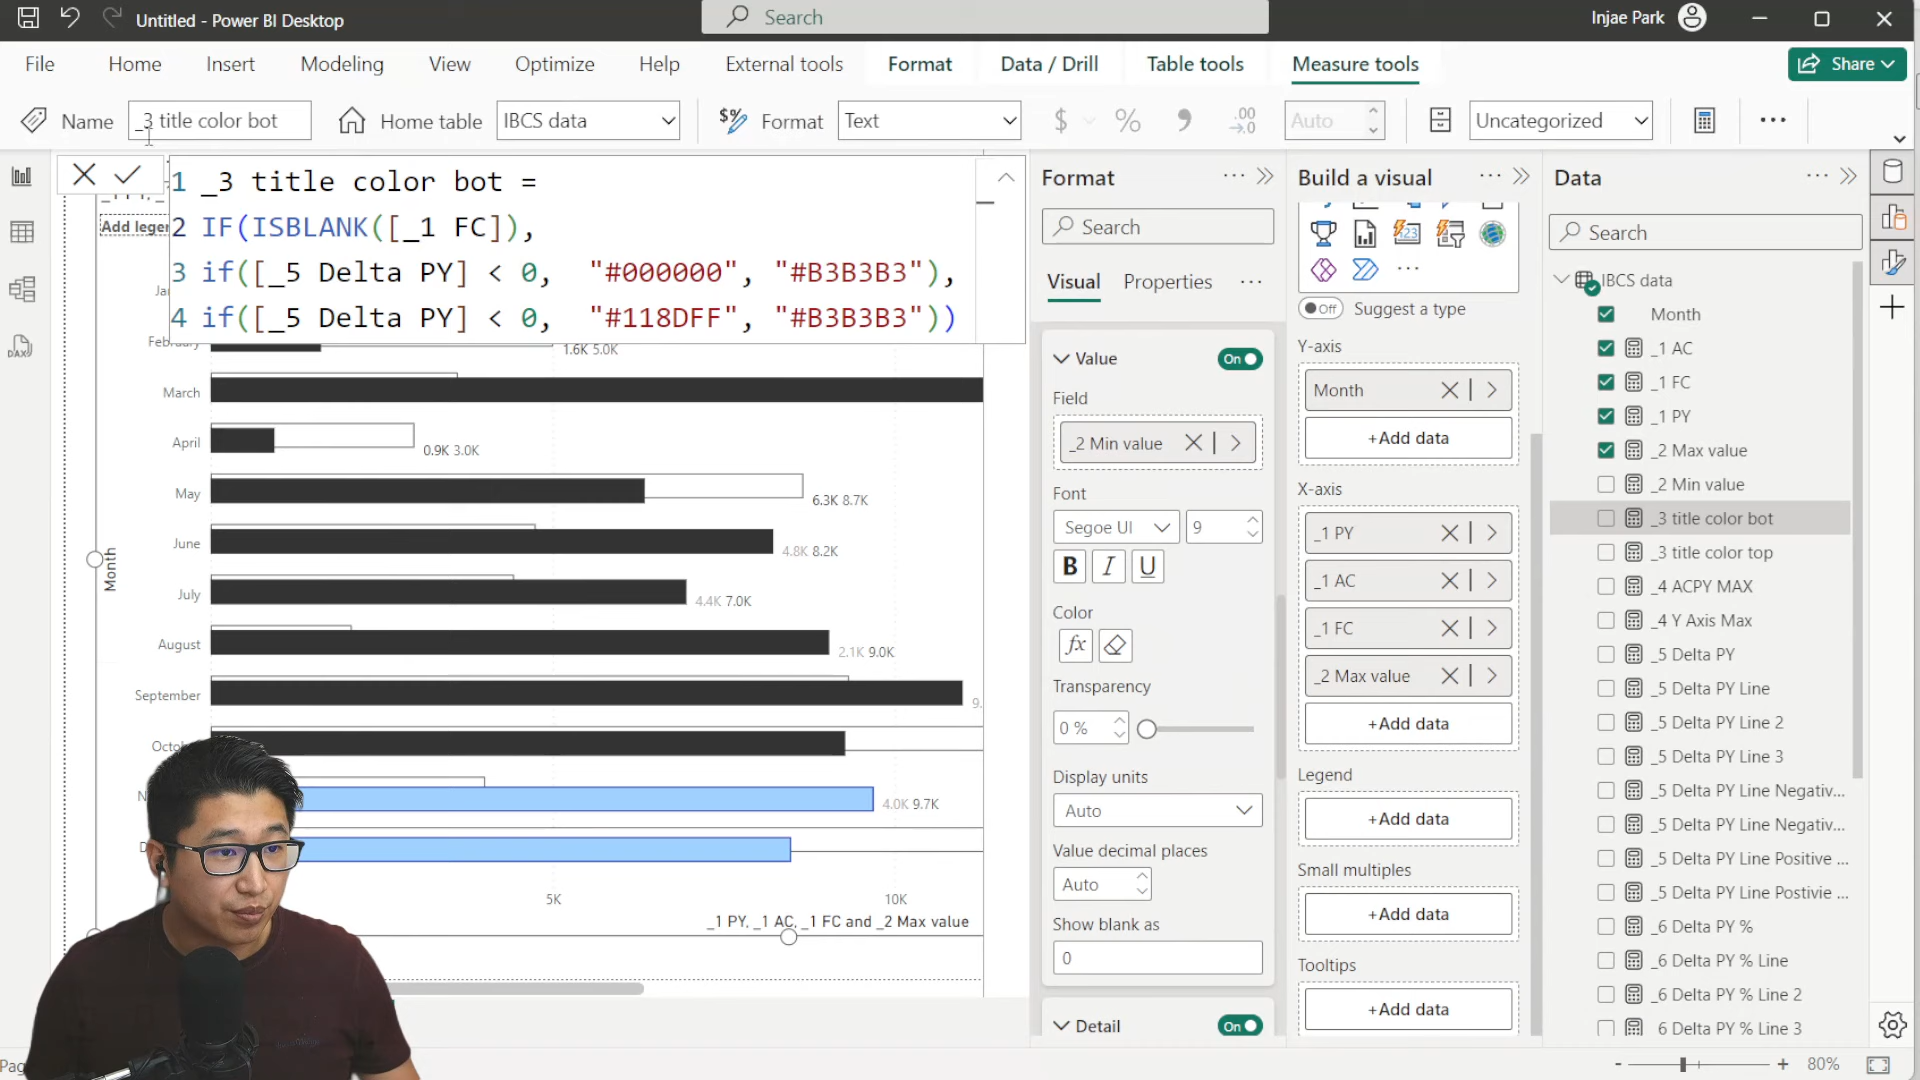 Untitled - Power BI Desktop
Search
Injae Park
File
Home
Insert
Modeling
View
Optimize
Help
External tools
Format
Data / Drill
Table tools
Measure tools
Share
Name
_3 title color bot
Home table
IBCS data
Format
Text
$
%
.00
→.0
Auto
Uncategorized
1 _3 title color bot =
2 IF(ISBLANK([_1 FC]),
3 if([_5 Delta PY] < 0, "#000000", "#B3B3B3"),
4 if([_5 Delta PY] < 0, "#118DFF", "#B3B3B3"))
Add leger
March
April
May
June
July
August
September
Octob
1.6K 5.0K
0.9K 3.0K
6.3K 8.7K
4.8K 8.2K
4.4K 7.0K
2.1K 9.0K
9.
4.0K 9.7K
Month
5K
10K
_1 PY, _1 AC, _1 FC and _2 Max value
DAX
Format
Search
Visual
Properties
Value
On
Field
_2 Min value
Font
Segoe UI
9
B
I
U
Color
fx
Transparency
0 %
Display units
Auto
Value decimal places
Auto
Show blank as
0
Detail
On
Build a visual
Off
Suggest a type
Y-axis
Month
+Add data
X-axis
_1 PY
_1 AC
_1 FC
_2 Max value
+Add data
Legend
+Add data
Small multiples
+Add data
Tooltips
+Add data
Data
Search
IBCS data
Month
_1 AC
_1 FC
_1 PY
_2 Max value
_2 Min value
_3 title color bot
_3 title color top
_4 ACPY MAX
_4 Y Axis Max
_5 Delta PY
_5 Delta PY Line
_5 Delta PY Line 2
_5 Delta PY Line 3
_5 Delta PY Line Negativ...
_5 Delta PY Line Negativ...
_5 Delta PY Line Positive ...
_5 Delta PY Line Postivie ...
_6 Delta PY %
_6 Delta PY % Line
_6 Delta PY % Line 2
6 Delta PY % Line 3
80%